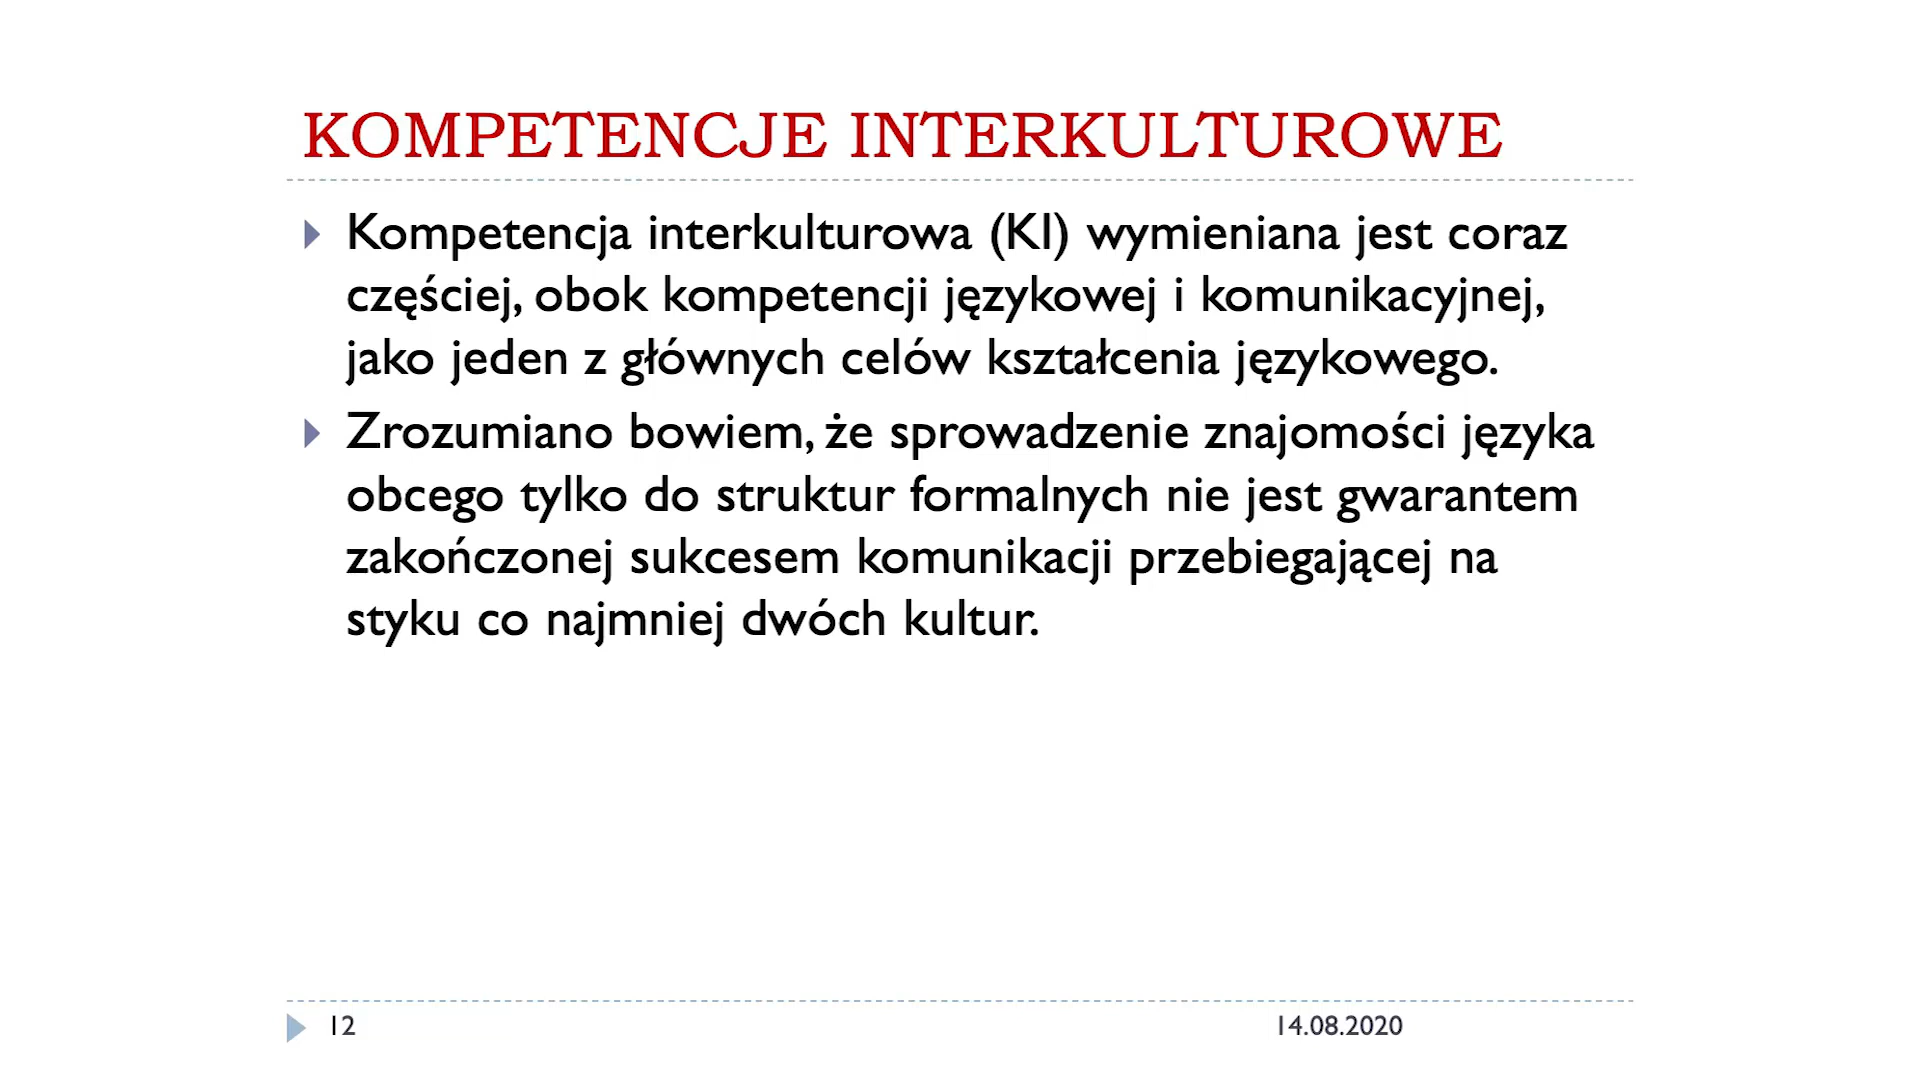 KOMPETENCJE INTERKULTUROWE
Kompetencja interkulturowa (KI) wymieniana jest coraz
częściej, obok kompetencji językowej i komunikacyjnej,
jako jeden z głównych celów kształcenia językowego.
Zrozumiano bowiem, że sprowadzenie znajomości języka
obcego tylko do struktur formalnych nie jest gwarantem
zakończonej sukcesem komunikacji przebiegającej na
styku co najmniej dwóch kultur.
12
14.08.2020